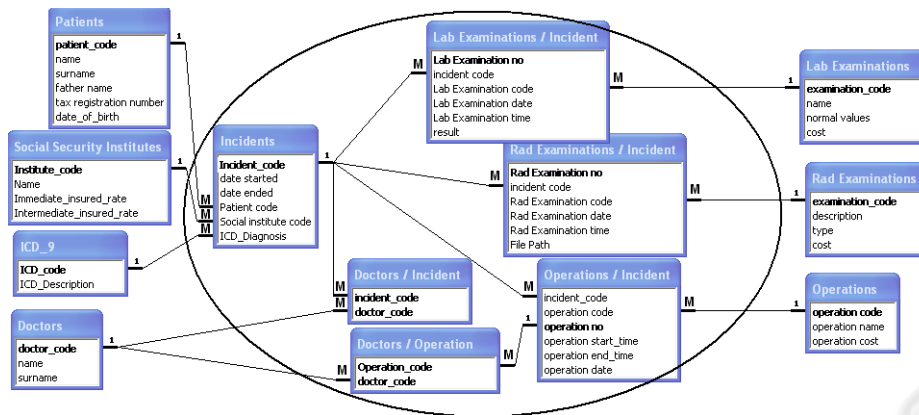 Patients
patient_code
name
surname
father name
tax registration number
date_of_birth
1
Social Security Institutes
Institute_code
Name
Immediate_insured_rate
Intermediate_insured_rate
1
ICD_9
ICD_code
ICD_Description
1
Doctors
doctor_code
name
surname
1
Incidents
Incident_code
date started
date ended
Patient code
Social institute code
ICD_Diagnosis
1
M
M
M
Lab Examinations / Incident
Lab Examination no
incident code
Lab Examination code
Lab Examination date
Lab Examination time
result
M
M
Rad Examinations / Incident
Rad Examination no
incident code
Rad Examination code
Rad Examination date
Rad Examination time
File Path
M
M
Doctors / Incident
incident_code
doctor_code
M
M
Operations / Incident
incident_code
operation code
operation no
operation start_time
operation end_time
operation date
M
M
1
Doctors / Operation
Operation_code
doctor_code
M
M
Lab Examinations
examination_code
name
normal values
cost
1
Rad Examinations
examination_code
description
type
cost
1
Operations
operation code
operation name
operation cost
1